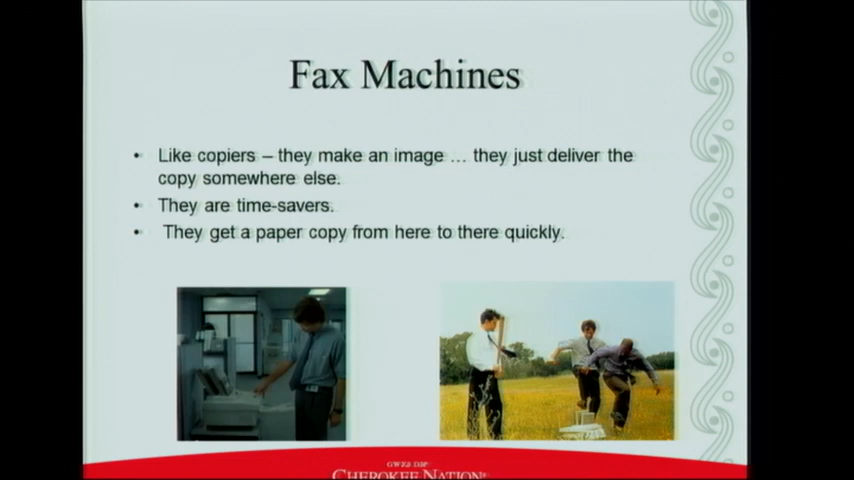 Fax Machines
• Like copiers – they make an image … they just deliver the
copy somewhere else.
• They are time-savers.
• They get a paper copy from here to there quickly.
CHEROKEE NATION